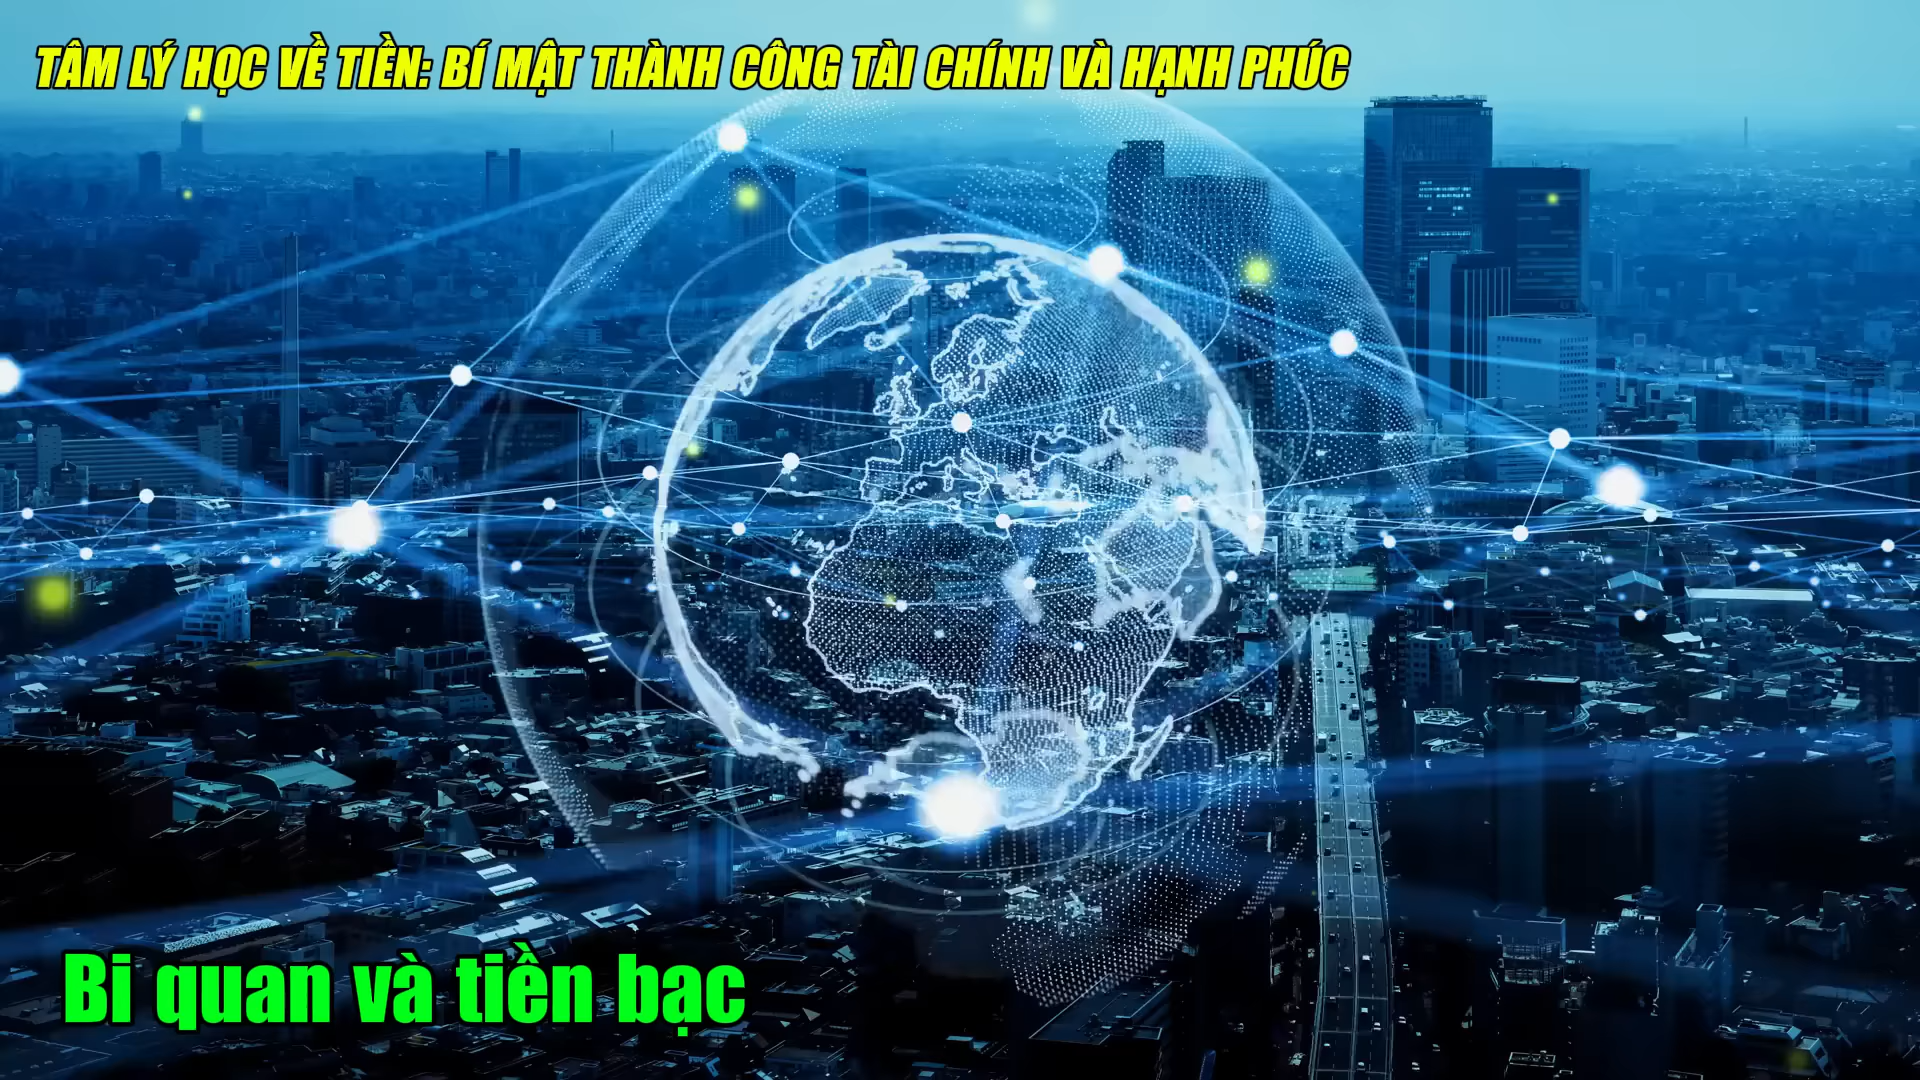 TÂM LÝ HỌC VỀ TIỀN: BÍ MẬT THÀNH CÔNG TÀI CHÍNH VÀ HẠNH PHÚC
Bi quan và tiền bạc